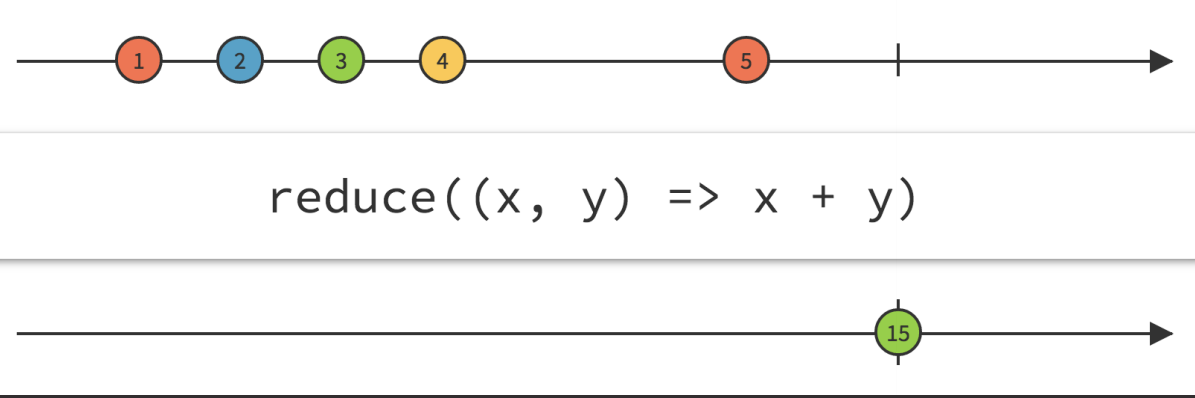 1 2 3 4 5
reduce((x, y) => x + y)
15